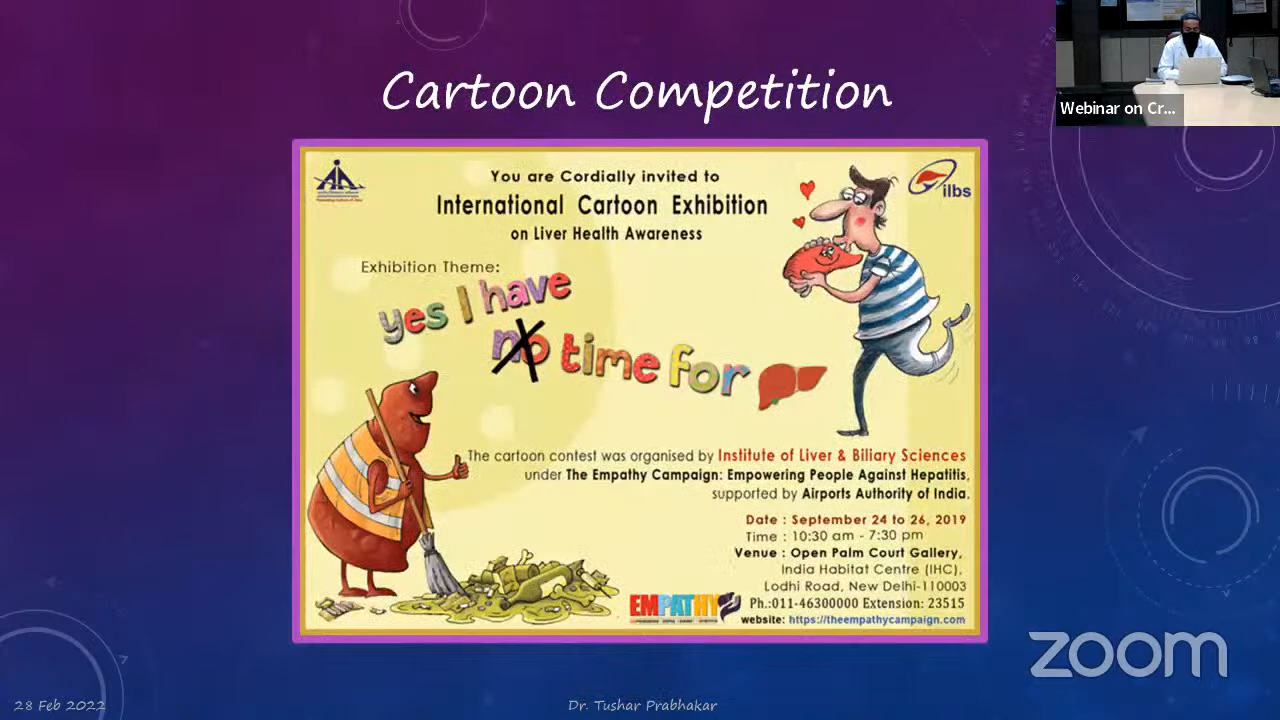 Cartoon Competition
Webinar on Cr...
You are Cordially invited to
International Cartoon Exhibition
on Liver Health Awareness
ilbs
Exhibition Theme:
yes I have
no time for
The cartoon contest was organised by Institute of Liver & Biliary Sciences
under The Empathy Campaign: Empowering People Against Hepatitis,
supported by Airports Authority of India.
Date : September 24 to 26, 2019
Time : 10:30 am - 7:30 pm
Venue : Open Palm Court Gallery,
India Habitat Centre (IHC),
Lodhi Road, New Delhi-110003
EMPATHY
Ph.:011-46300000 Extension: 23515
website: https://theempathycampaign.com
zoom
28 Feb 2022
Dr. Tushar Prabhakar